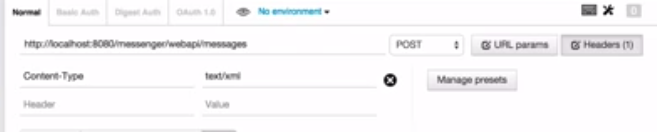 Normal Basic Auth Digest Auth OAuth 1.0 No environment 0
http://localhost:8080/messenger/webapi/messages POST URL params Headers (1)
Content-Type text/xml Manage presets
Header Value